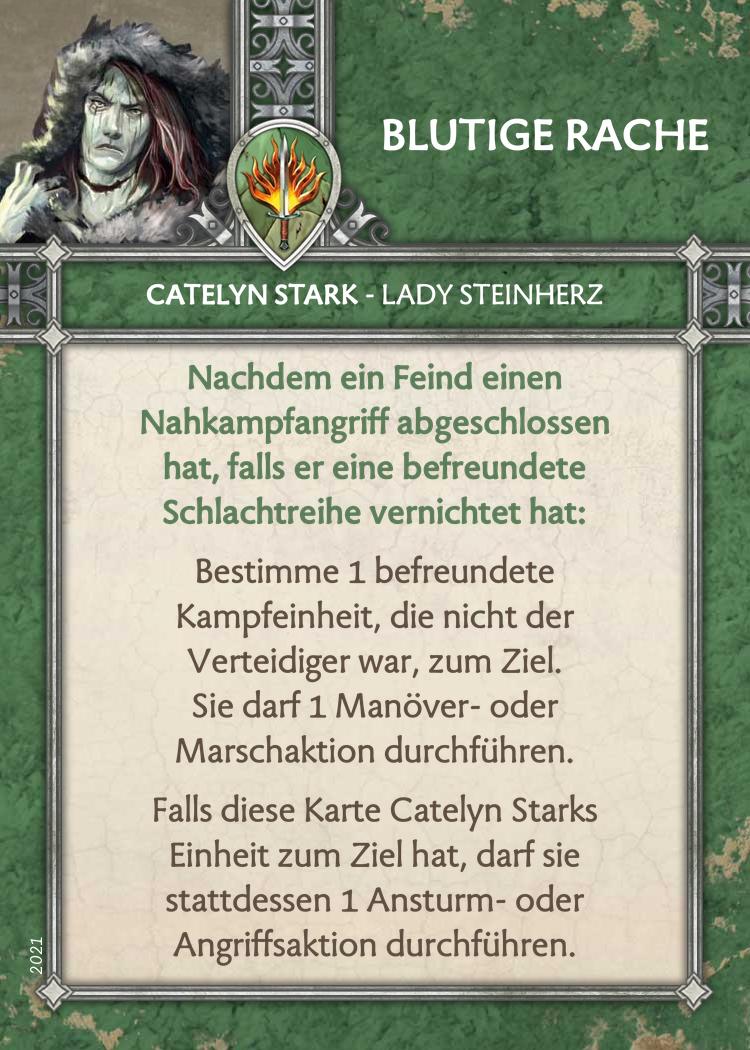 BLUTIGE RACHE
CATELYN STARK - LADY STEINHERZ
Nachdem ein Feind einen
Nahkampfangriff abgeschlossen
hat, falls er eine befreundete
Schlachtreihe vernichtet hat:
Bestimme 1 befreundete
Kampfeinheit, die nicht der
Verteidiger war, zum Ziel.
Sie darf 1 Manöver- oder
Marschaktion durchführen.
Falls diese Karte Catelyn Starks
Einheit zum Ziel hat, darf sie
stattdessen 1 Ansturm- oder
Angriffsaktion durchführen.
2021